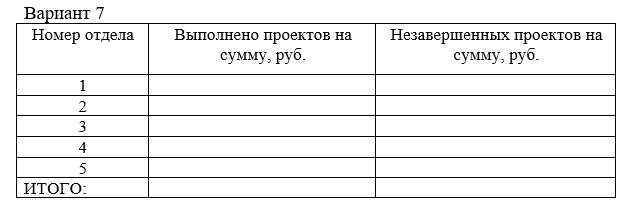 Вариант 7
Номер отдела Выполнено проектов на сумму, руб. Незавершенных проектов на сумму, руб.
1
2
3
4
5
ИТОГО: